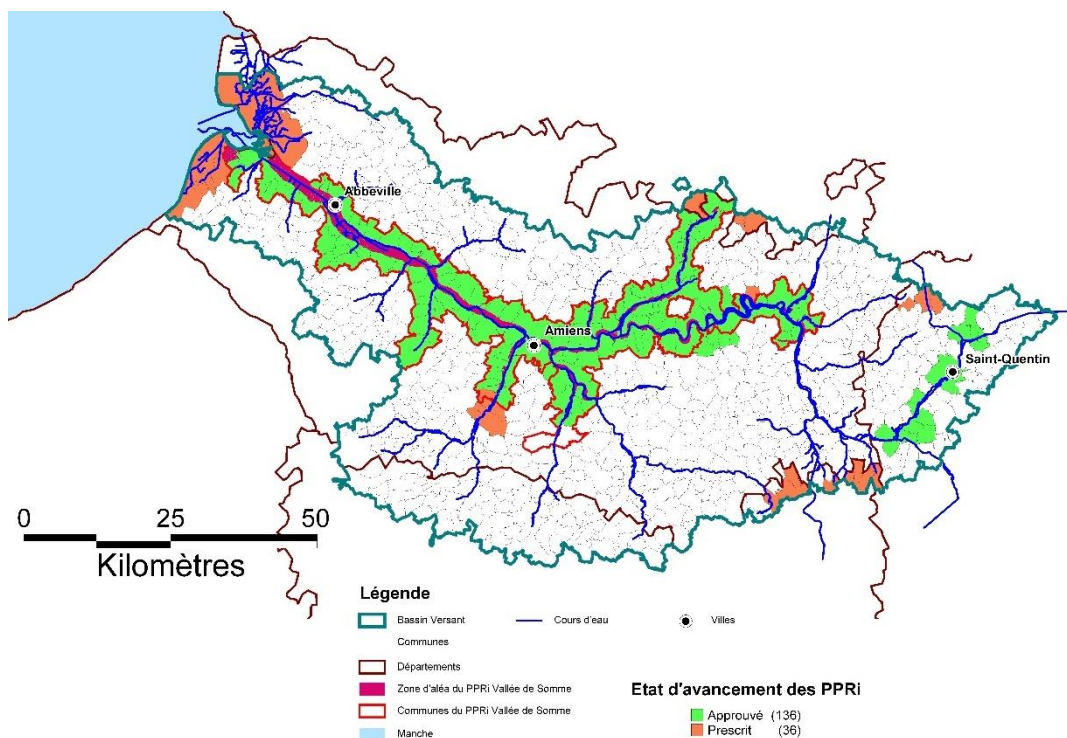 Abbeville
Amiens
Saint-Quentin
0 25 50
Kilomètres
Légende
Bassin Versant
Cours d'eau
Villes
Communes
Départements
Zone d'aléa du PPRi Vallée de Somme
Communes du PPRi Vallée de Somme
Manche
Etat d'avancement des PPRi
Approuvé (136)
Prescrit (36)